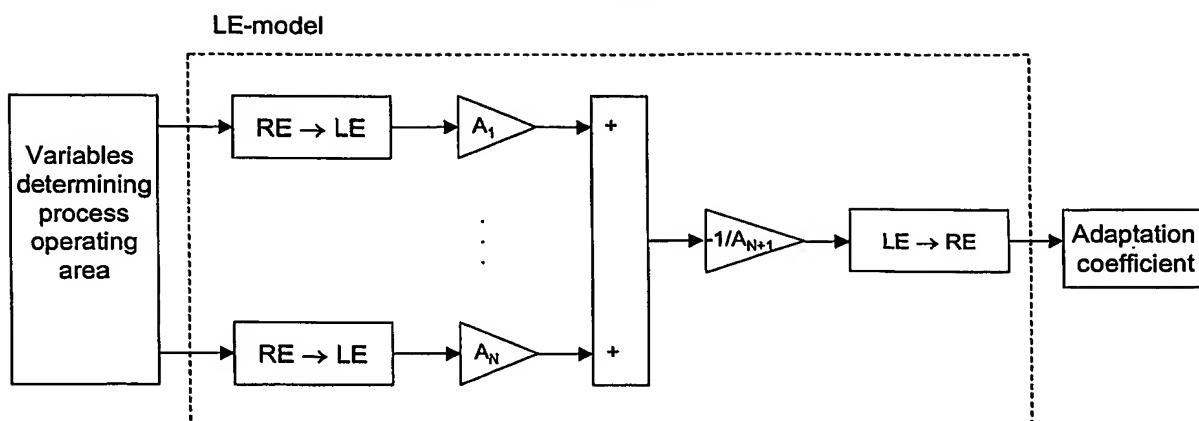 LE-model
Variables
determining
process
operating
area
RE → LE
A1
+
-1/AN+1
LE → RE
Adaptation
coefficient
RE → LE
AN
+